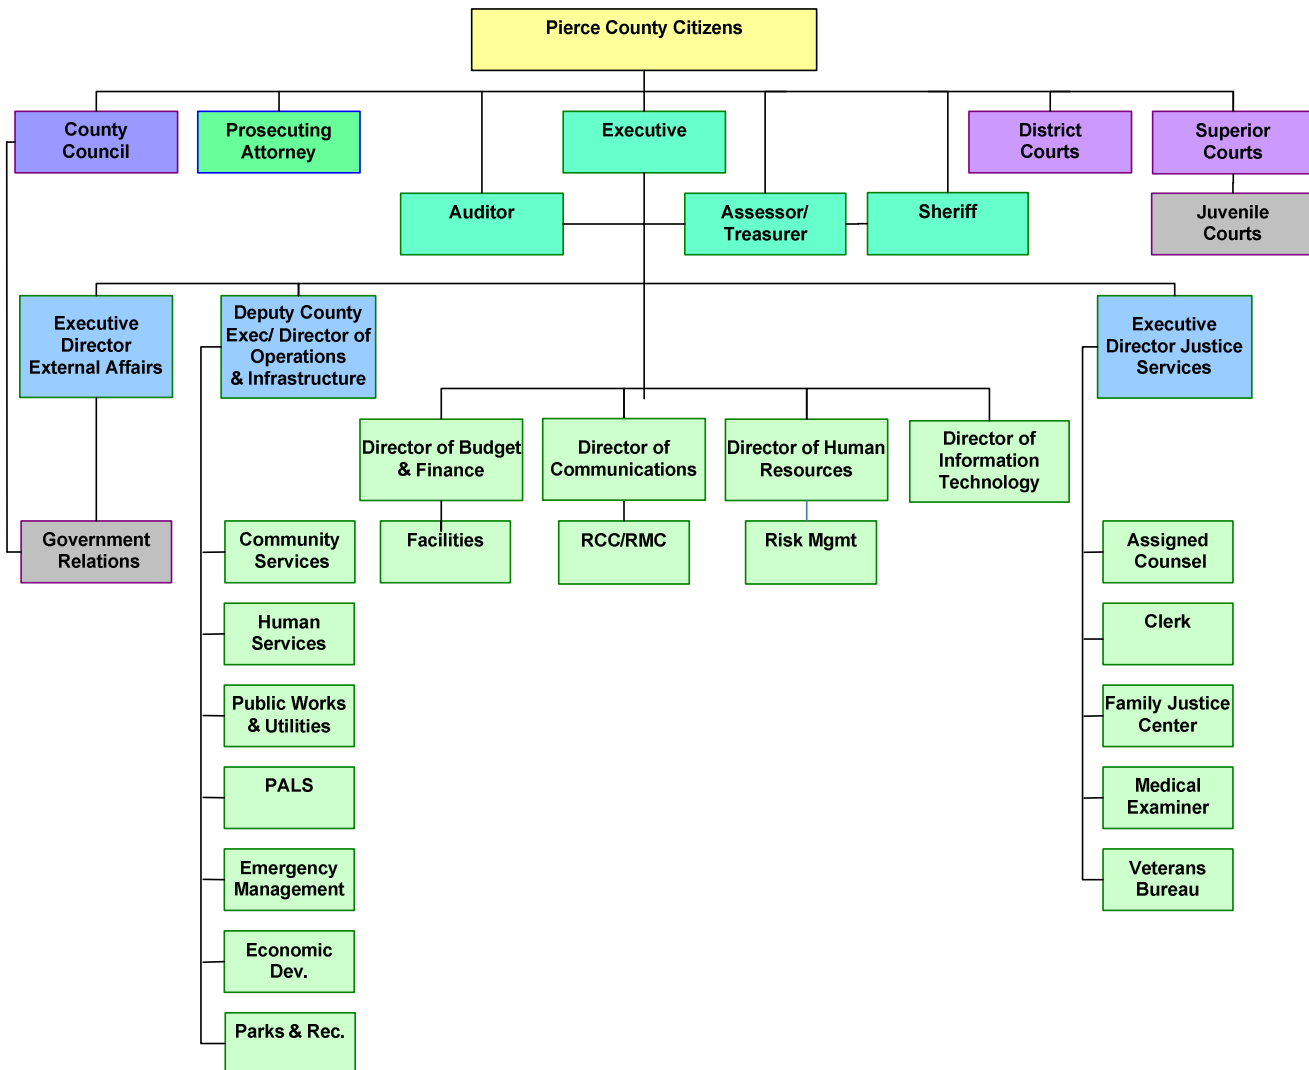 Pierce County Citizens
County
Council
Prosecuting
Attorney
Executive
District
Courts
Superior
Courts
Auditor
Assessor/
Treasurer
Sheriff
Juvenile
Courts
Executive
Director
External Affairs
Deputy County
Exec/ Director of
Operations
& Infrastructure
Executive
Director Justice
Services
Director of Budget
& Finance
Director of
Communications
Director of Human
Resources
Director of
Information
Technology
Government
Relations
Community
Services
Facilities
RCC/RMC
Risk Mgmt
Assigned
Counsel
Human
Services
Clerk
Public Works
& Utilities
Family Justice
Center
PALS
Medical
Examiner
Emergency
Management
Veterans
Bureau
Economic
Dev.
Parks & Rec.